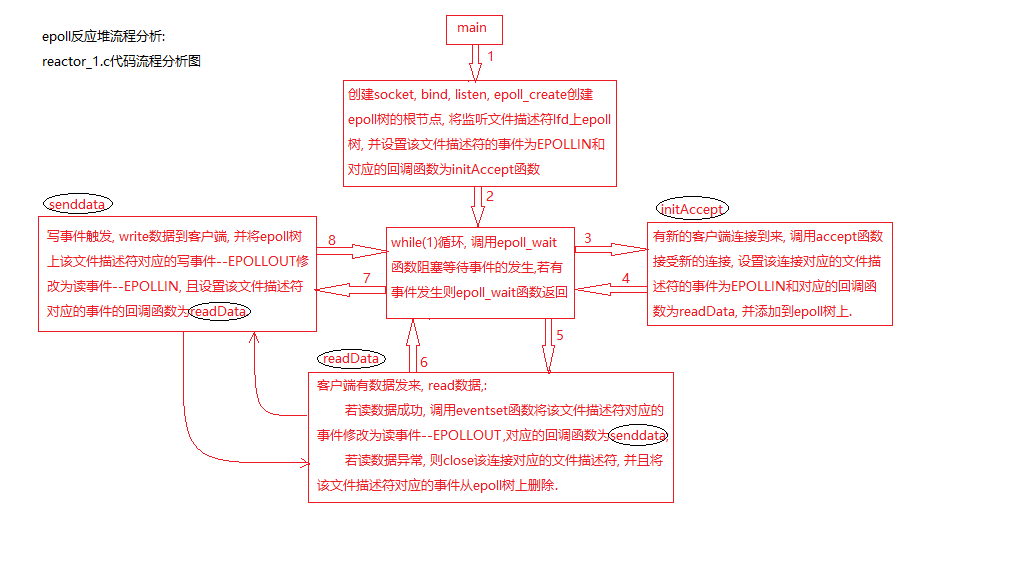 epoll反应堆流程分析:
reactor_1.c代码流程分析图
main
1
创建socket, bind, listen, epoll_create创建
epoll树的根节点, 将监听文件描述符lfd上epoll
树, 并设置该文件描述符的事件为EPOLLIN和
对应的回调函数为initAccept函数
2
senddata
写事件触发, write数据到客户端, 并将epoll树
上该文件描述符对应的写事件--EPOLLOUT修
改为读事件--EPOLLIN, 且设置该文件描述符
对应的事件的回调函数为readData
8
7
while(1)循环, 调用epoll_wait
函数阻塞等待事件的发生,若有
事件发生则epoll_wait函数返回
3
4
initAccept
有新的客户端连接到来, 调用accept函数
接受新的连接, 设置该连接对应的文件描
述符的事件为EPOLLIN和对应的回调函
数为readData, 并添加到epoll树上.
5
6
readData
客户端有数据发来, read数据,:
若读数据成功, 调用eventset函数将该文件描述符对应的
事件修改为读事件--EPOLLOUT,对应的回调函数为senddata;
若读数据异常, 则close该连接对应的文件描述符, 并且将
该文件描述符对应的事件从epoll树上删除.